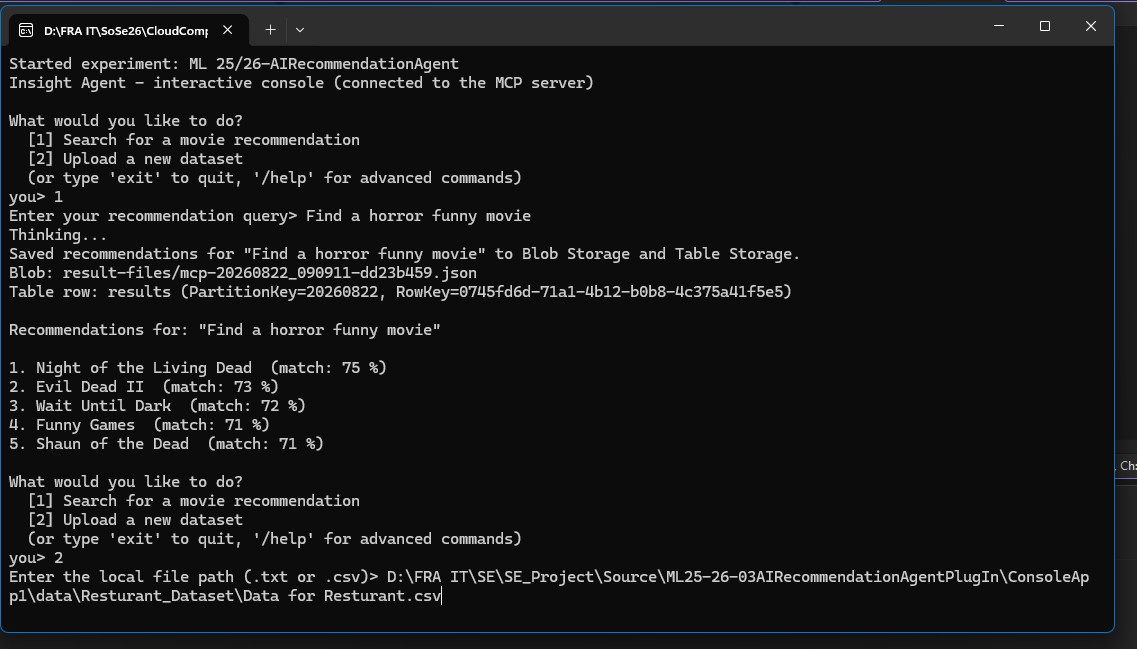 D:\FRA IT\SoSe26\CloudComp
Started experiment: ML 25/26-AIRecommendationAgent
Insight Agent - interactive console (connected to the MCP server)
What would you like to do?
[1] Search for a movie recommendation
[2] Upload a new dataset
(or type 'exit' to quit, '/help' for advanced commands)
you> 1
Enter your recommendation query> Find a horror funny movie
Thinking...
Saved recommendations for "Find a horror funny movie" to Blob Storage and Table Storage.
Blob: result-files/mcp-20260822_090911-dd23b459.json
Table row: results (PartitionKey=20260822, RowKey=0745fd6d-71a1-4b12-b0b8-4c375a41f5e5)
Recommendations for: "Find a horror funny movie"
1. Night of the Living Dead  (match: 75 %)
2. Evil Dead II  (match: 73 %)
3. Wait Until Dark  (match: 72 %)
4. Funny Games  (match: 71 %)
5. Shaun of the Dead  (match: 71 %)
What would you like to do?
[1] Search for a movie recommendation
[2] Upload a new dataset
(or type 'exit' to quit, '/help' for advanced commands)
you> 2
Enter the local file path (.txt or .csv)> D:\FRA IT\SE\SE_Project\Source\ML25-26-03AIRecommendationAgentPlugIn\ConsoleAp
p1\data\Resturant_Dataset\Data for Resturant.csv